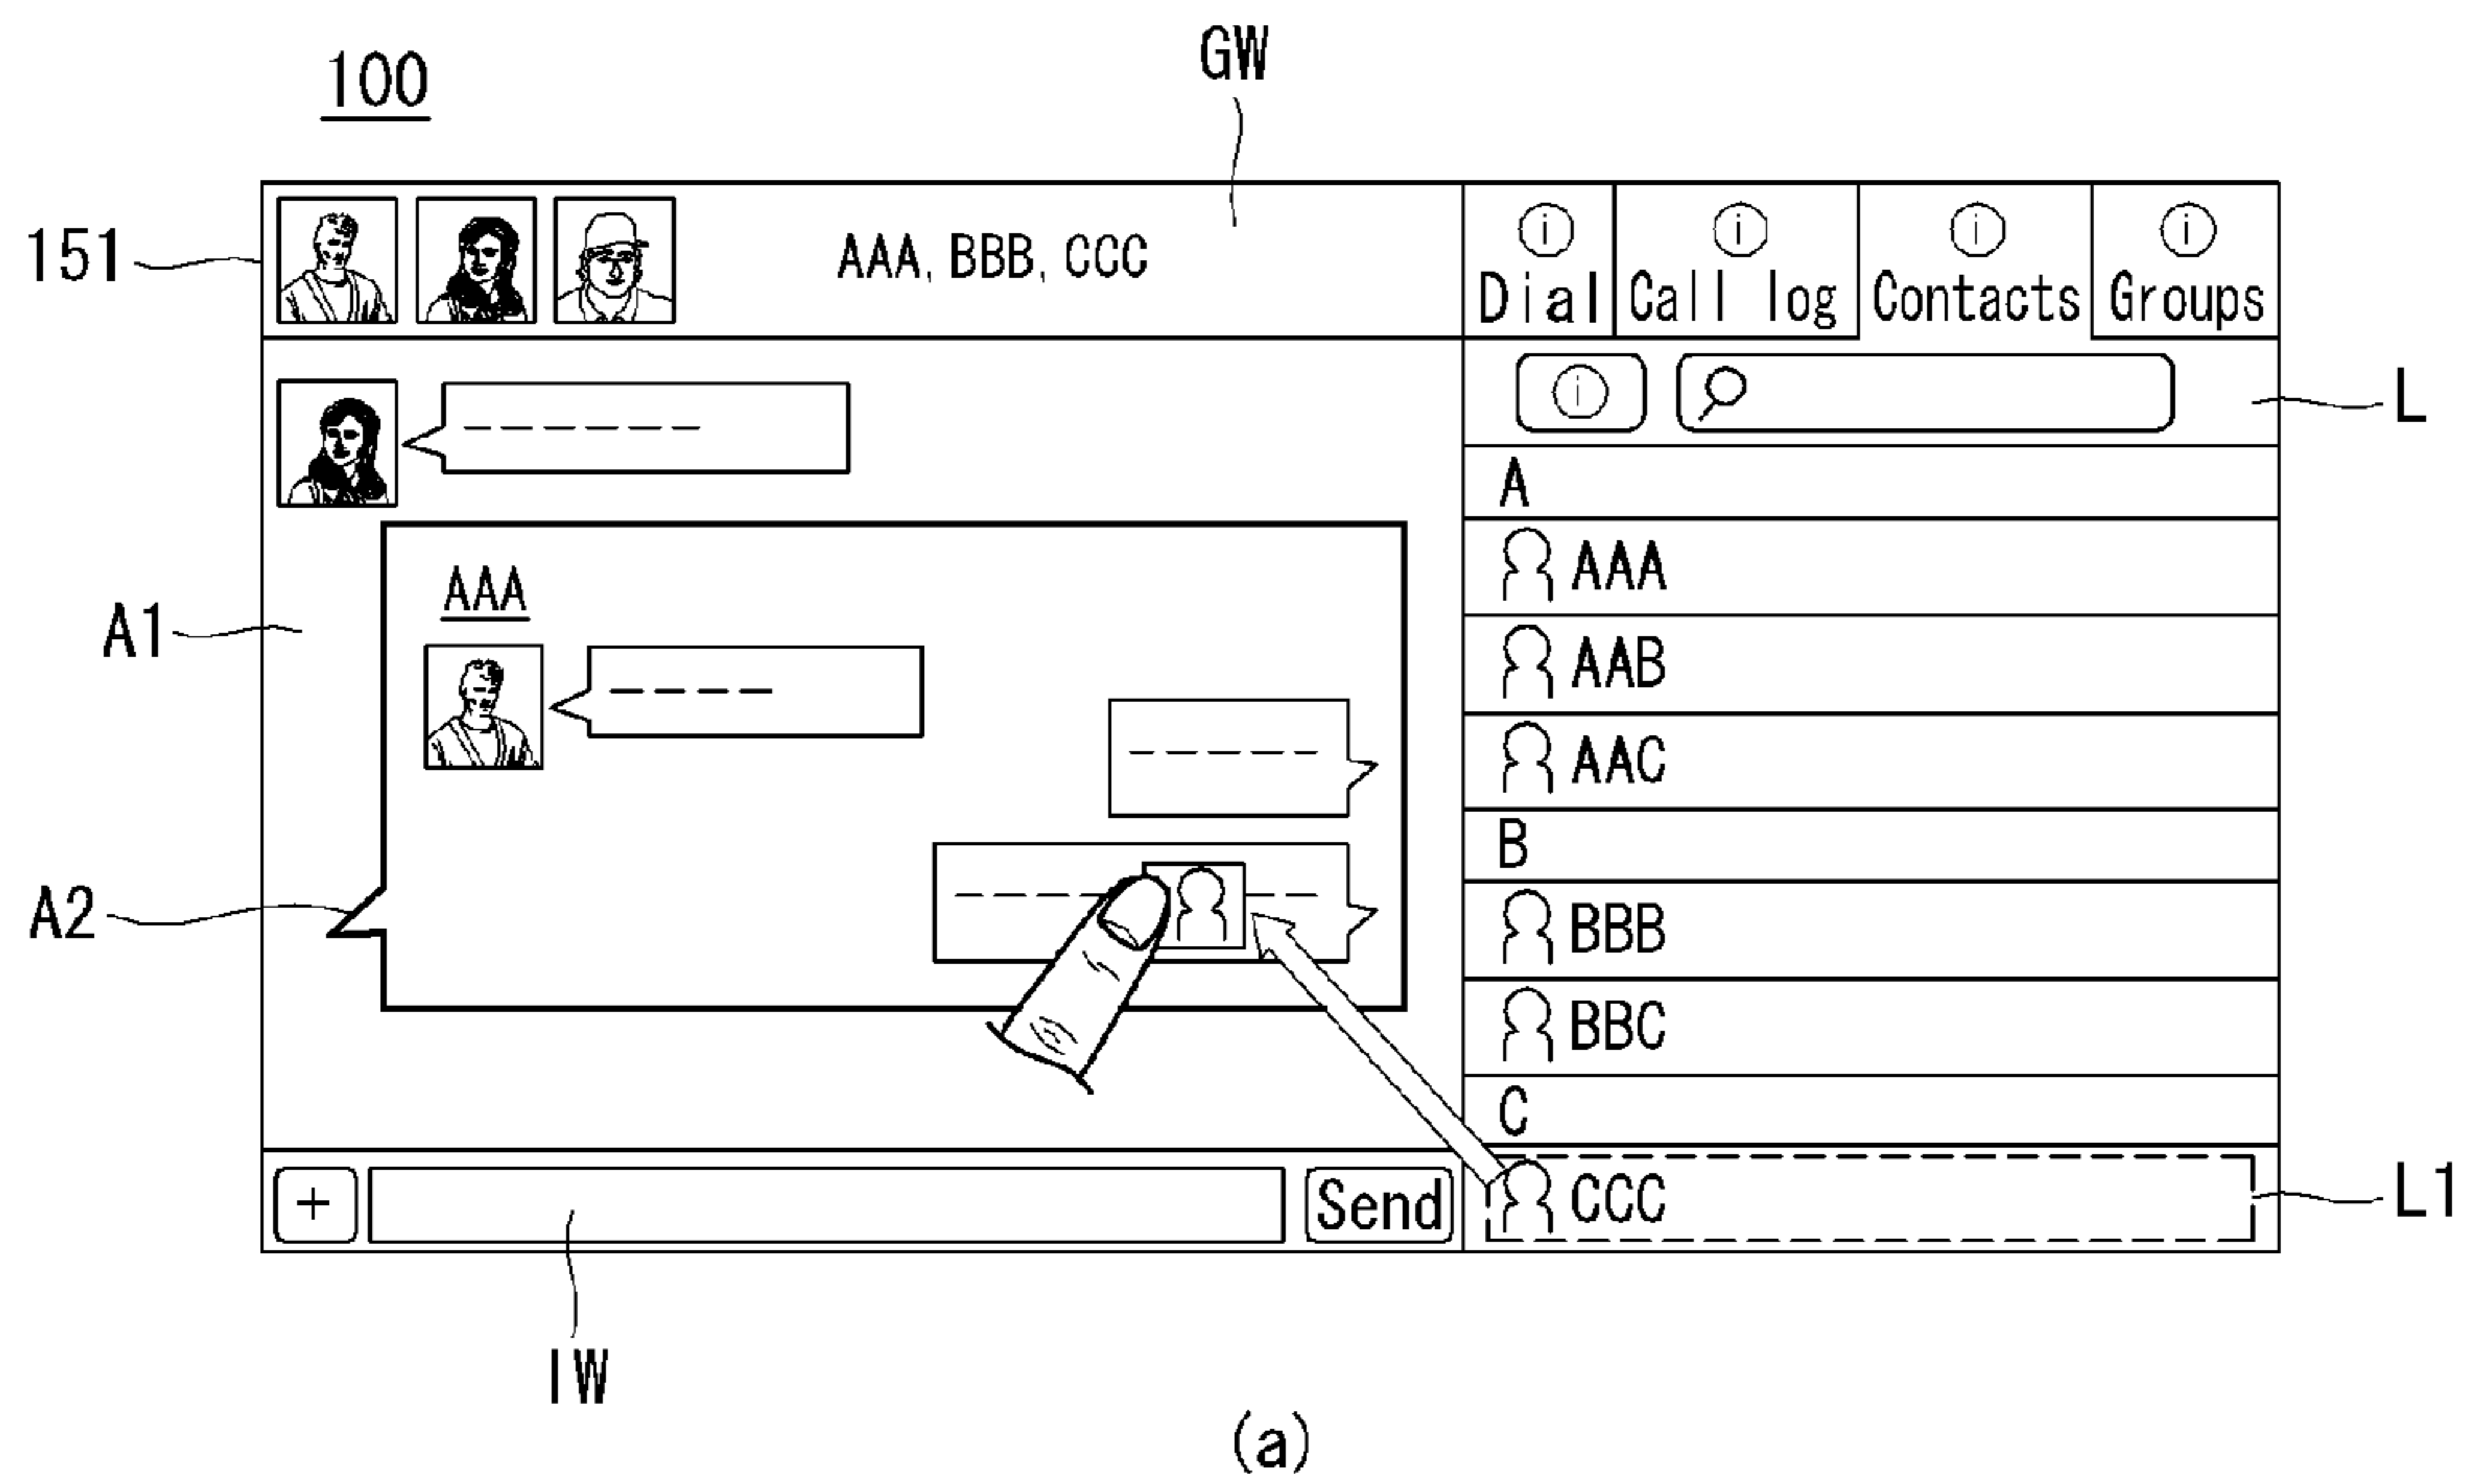 GW
100
151
AAA, BBB, CCC
i
Dial
i
Call log
i
Contacts
i
Groups
i
L
A
AAA
AAB
AAC
B
BBB
BBC
C
CCC
L1
A1
AAA
A2
+
Send
IW
(a)